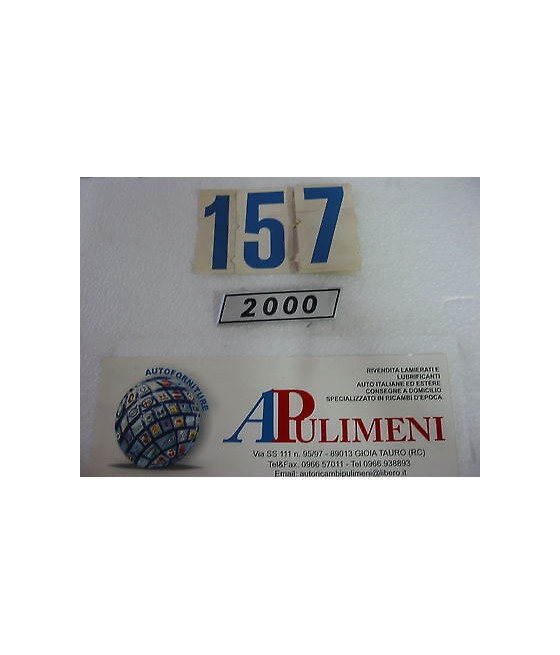 157
2000
AUTOFORNITURE
RIVENDITA LAMIERATI E
LUBRIFICANTI
AUTO ITALIANE ED ESTERE
CONSEGNE A DOMICILIO
SPECIALIZZATO IN RICAMBI D'EPOCA
APULIMENI
Via SS 111 n. 95/97 - 89013 GIOIA TAURO (RC)
Tel&Fax. 0966 57011 - Tel 0966.938893
Email: autoricambipulimeni@libero.it